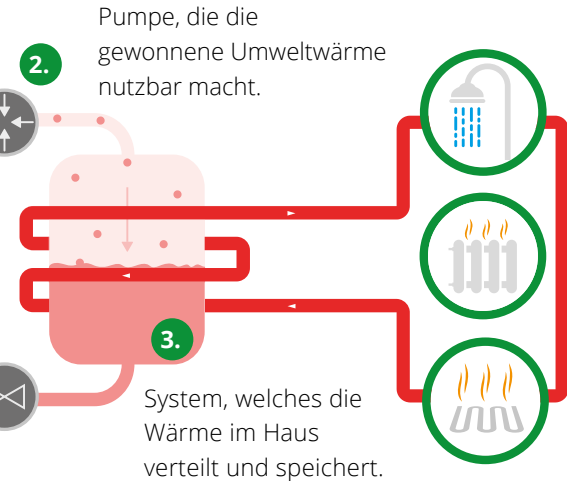 Pumpe, die die
gewonnene Umweltwärme
nutzbar macht.
2.
3.
System, welches die
Wärme im Haus
verteilt und speichert.